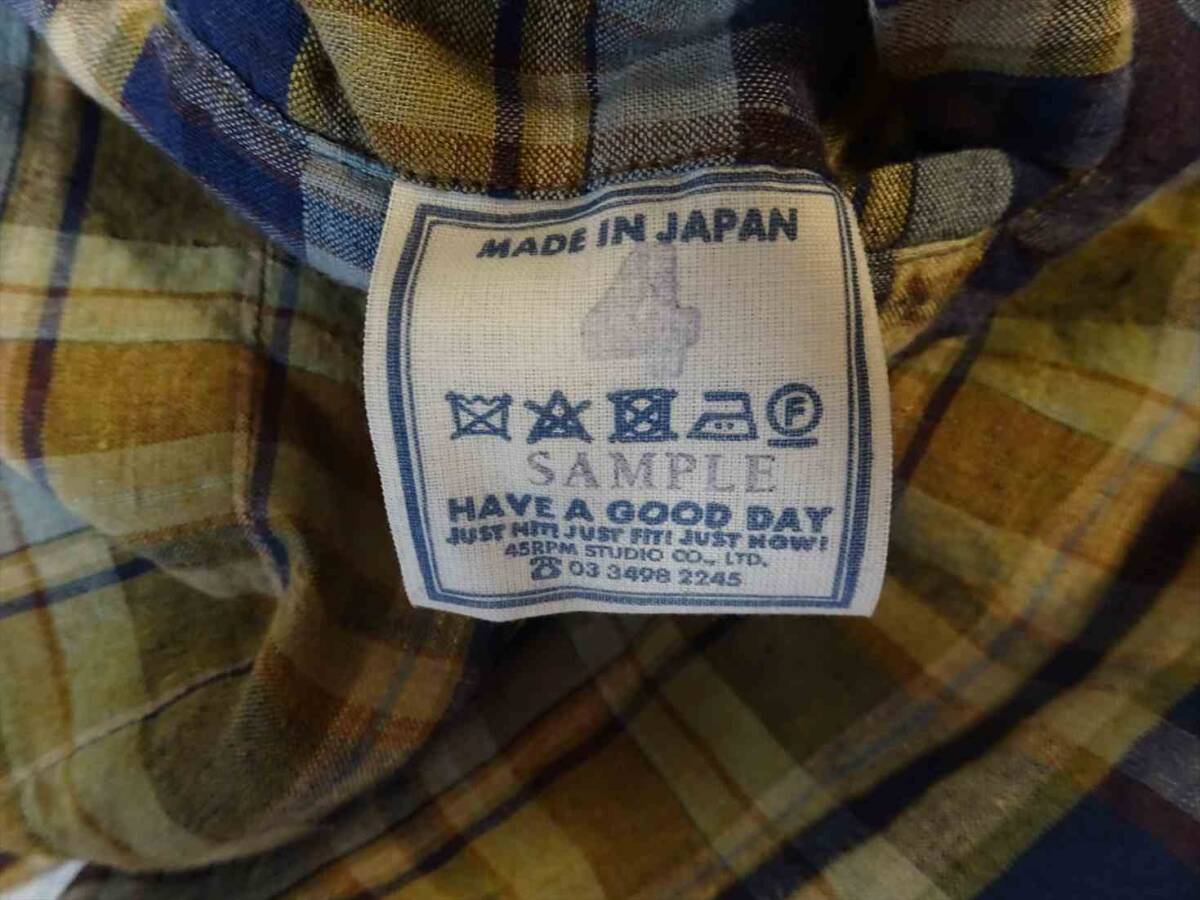 MADE IN JAPAN
4
F
SAMPLE
HAVE A GOOD DAY
JUST HIT! JUST FIT! JUST NOW!
45RPM STUDIO CO., LTD.
☎ 03 3498 2245